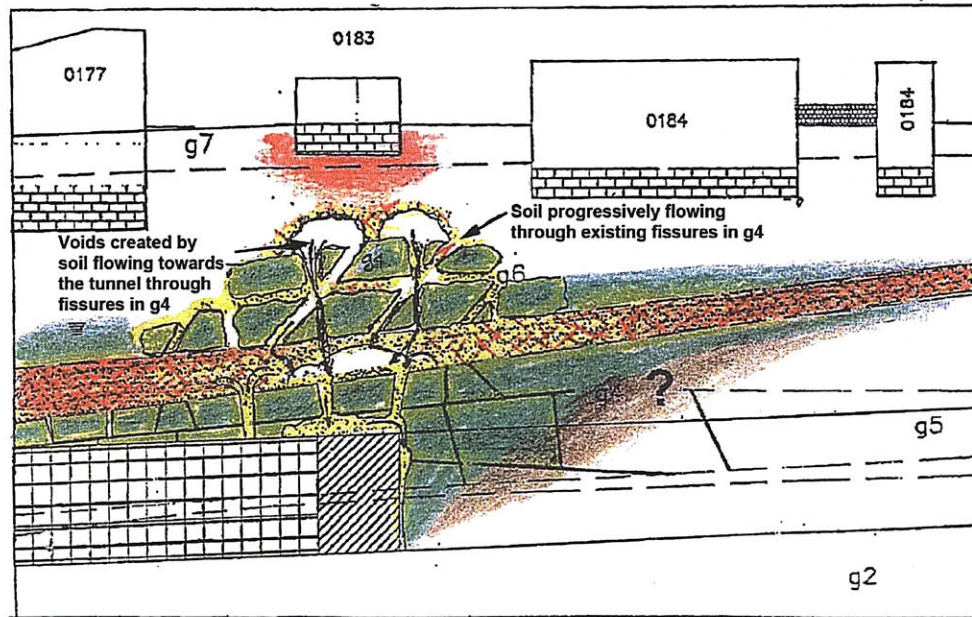 0183
0177
0184
0184
g7
Soil progressively flowing
through existing fissures in g4
Voids created by
soil flowing towards
the tunnel through
fissures in g4
g4
g6
?
g5
g2